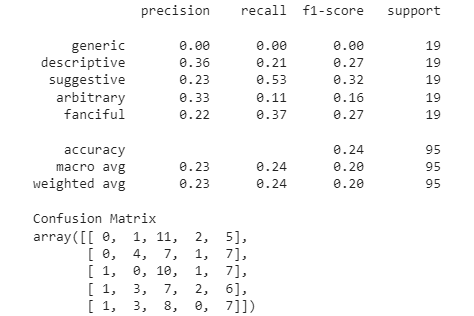 precision recall f1-score support
generic 0.00 0.00 0.00 19
descriptive 0.36 0.21 0.27 19
suggestive 0.23 0.53 0.32 19
arbitrary 0.33 0.11 0.16 19
fanciful 0.22 0.37 0.27 19
accuracy 0.24 95
macro avg 0.23 0.24 0.20 95
weighted avg 0.23 0.24 0.20 95
Confusion Matrix
array([[ 0, 1, 11, 2, 5],
[ 0, 4, 7, 1, 7],
[ 1, 0, 10, 1, 7],
[ 1, 3, 7, 2, 6],
[ 1, 3, 8, 0, 7]])